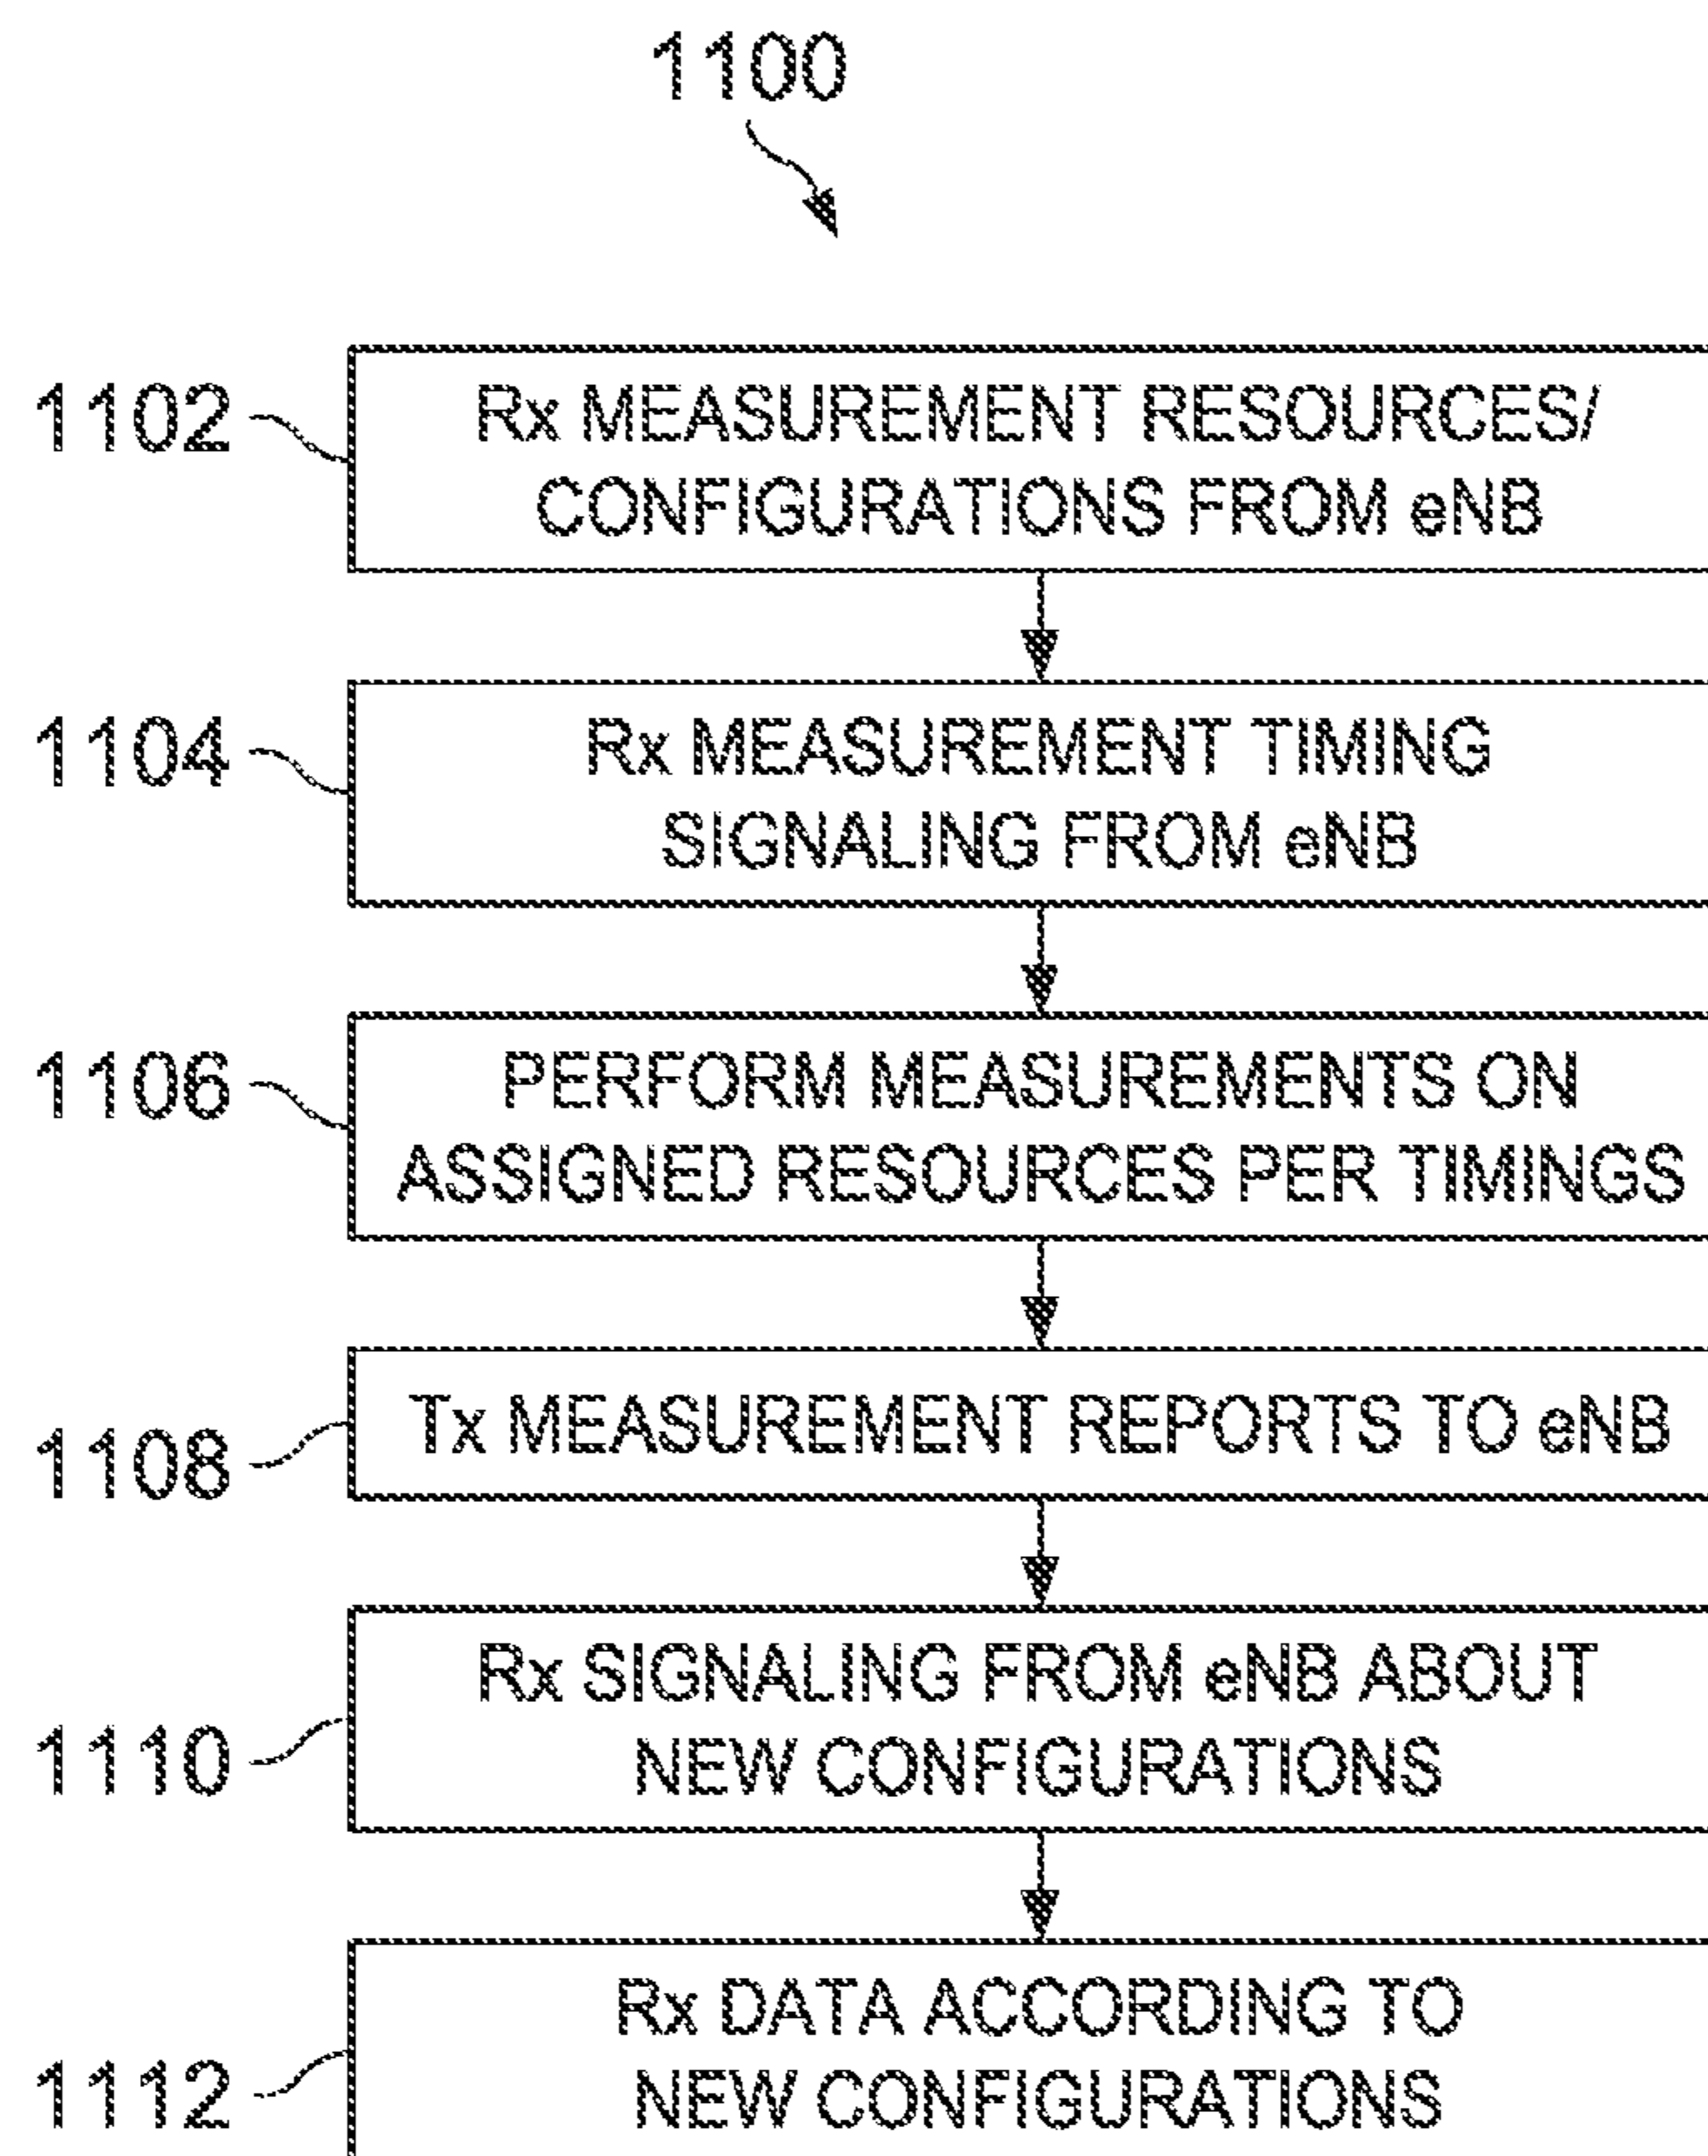 1100
1102
Rx MEASUREMENT RESOURCES/
CONFIGURATIONS FROM eNB
1104
Rx MEASUREMENT TIMING
SIGNALING FROM eNB
1106
PERFORM MEASUREMENTS ON
ASSIGNED RESOURCES PER TIMINGS
1108
Tx MEASUREMENT REPORTS TO eNB
1110
Rx SIGNALING FROM eNB ABOUT
NEW CONFIGURATIONS
1112
Rx DATA ACCORDING TO
NEW CONFIGURATIONS